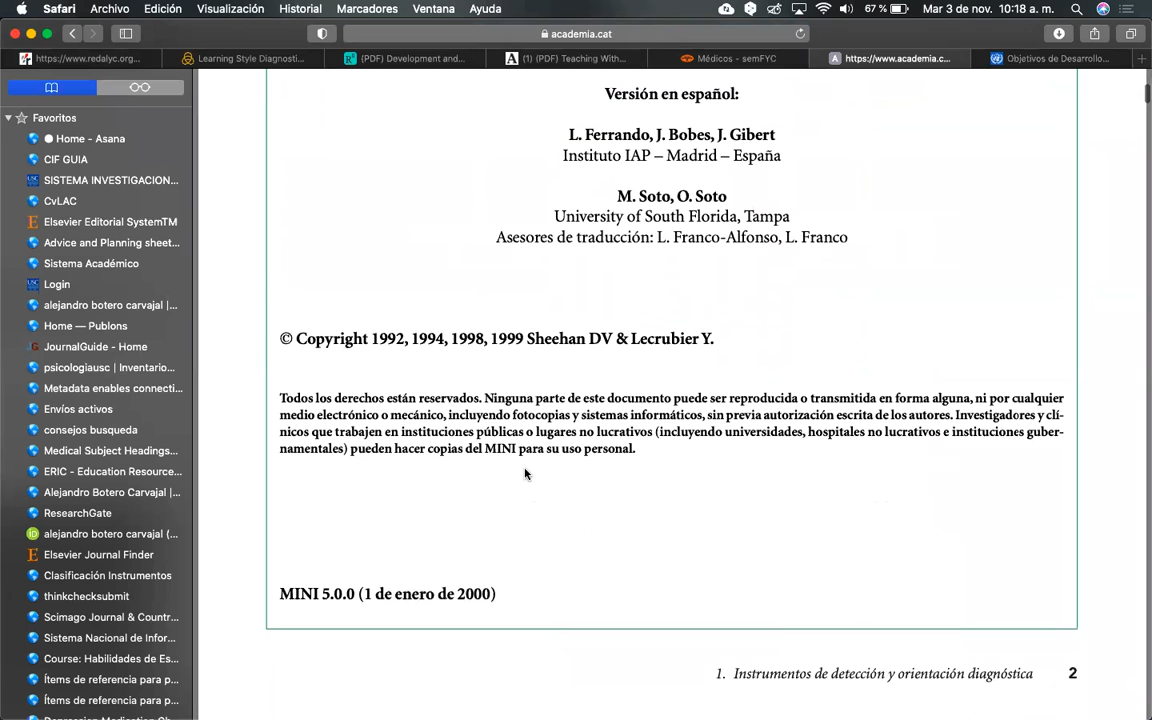 Safari Archivo Edición Visualización Historial Marcadores Ventana Ayuda 67 % Mar 3 de nov. 10:18 a. m.
academia.cat
https://www.redalyc.org... Learning Style Diagnosti... (PDF) Development and... (1) (PDF) Teaching With... Médicos - semFYC https://www.academia.c... Objetivos de Desarrollo...
Favoritos
Home - Asana
CIF GUIA
SISTEMA INVESTIGACION...
CvLAC
Elsevier Editorial SystemTM
Advice and Planning sheet...
Sistema Académico
Login
alejandro botero carvajal |...
Home — Publons
JournalGuide - Home
psicologiausc | Inventario...
Metadata enables connecti...
Envíos activos
consejos busqueda
Medical Subject Headings...
ERIC - Education Resource...
Alejandro Botero Carvajal |...
ResearchGate
alejandro botero carvajal (...
Elsevier Journal Finder
Clasificación Instrumentos
thinkchecksubmit
Scimago Journal & Countr...
Sistema Nacional de Infor...
Course: Habilidades de Es...
Ítems de referencia para p...
Ítems de referencia para p...
Versión en español:
L. Ferrando, J. Bobes, J. Gibert
Instituto IAP – Madrid – España
M. Soto, O. Soto
University of South Florida, Tampa
Asesores de traducción: L. Franco-Alfonso, L. Franco
© Copyright 1992, 1994, 1998, 1999 Sheehan DV & Lecrubier Y.
Todos los derechos están reservados. Ninguna parte de este documento puede ser reproducida o transmitida en forma alguna, ni por cualquier
medio electrónico o mecánico, incluyendo fotocopias y sistemas informáticos, sin previa autorización escrita de los autores. Investigadores y clí-
nicos que trabajen en instituciones públicas o lugares no lucrativos (incluyendo universidades, hospitales no lucrativos e instituciones guber-
namentales) pueden hacer copias del MINI para su uso personal.
MINI 5.0.0 (1 de enero de 2000)
1. Instrumentos de detección y orientación diagnóstica 2